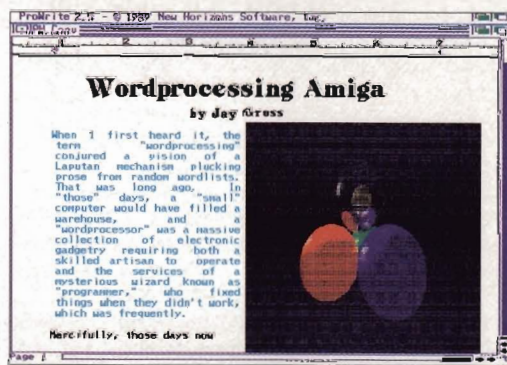 ProWrite 2.5 - © 1989 New Horizons Software, Inc.
Copy
Wordprocessing Amiga
by Jay Gross
When I first heard it, the
term "wordprocessing"
conjured a vision of a
Laputan mechanism plucking
prose from random wordlists.
That was long ago. In
"those" days, a "small"
computer would have filled a
warehouse, and a
"wordprocessor" was a massive
collection of electronic
gadgetry requiring both a
skilled artisan to operate
and the services of a
mysterious wizard known as
"programmer," who fixed
things when they didn't work,
which was frequently.
Mercifully, those days now
Page 1